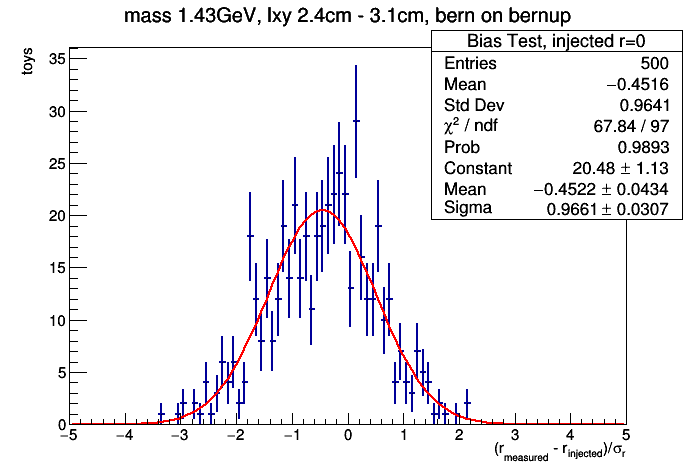 mass 1.43GeV, lxy 2.4cm - 3.1cm, bern on bernup
toys
Bias Test, injected r=0
Entries 500
Mean −0.4516
Std Dev 0.9641
χ² / ndf 67.84 / 97
Prob 0.9893
Constant 20.48 ± 1.13
Mean −0.4522 ± 0.0434
Sigma 0.9661 ± 0.0307
35
30
25
20
15
10
5
0
−5 −4 −3 −2 −1 0 1 2 3 4 5
(r_measured - r_injected)/σ_r